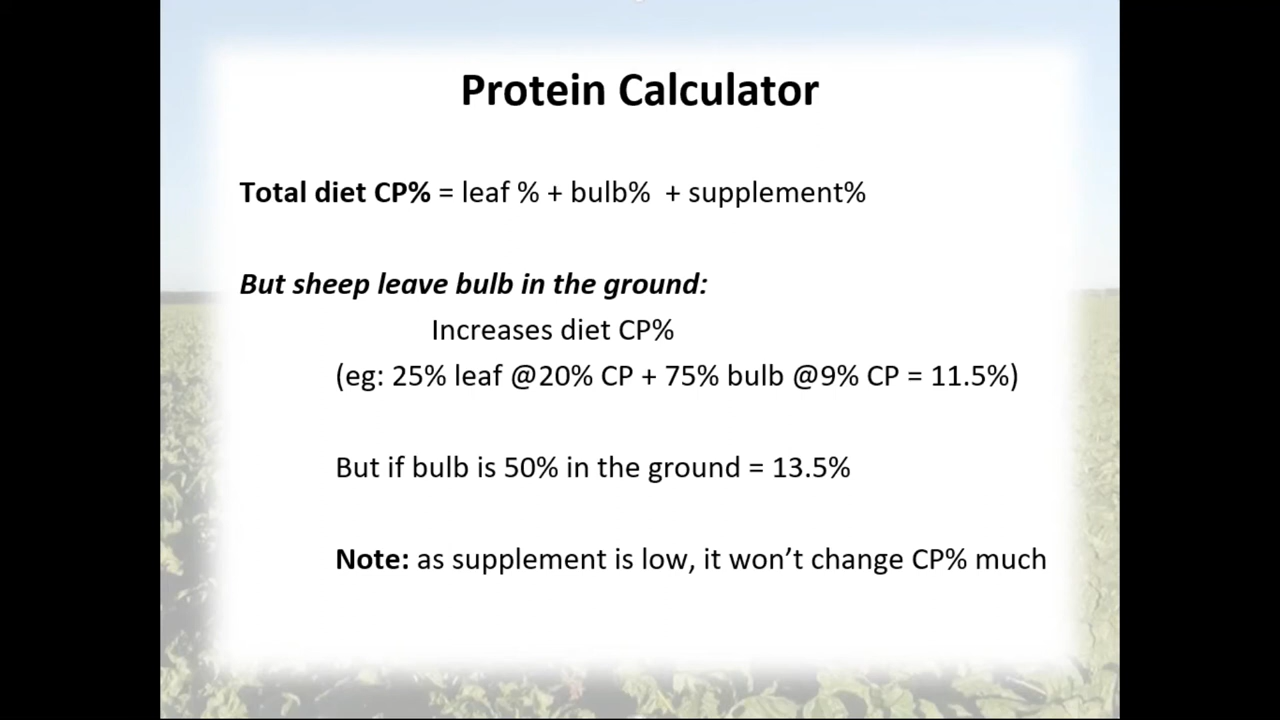 Protein Calculator
Total diet CP% = leaf % + bulb% + supplement%
But sheep leave bulb in the ground:
Increases diet CP%
(eg: 25% leaf @20% CP + 75% bulb @9% CP = 11.5%)
But if bulb is 50% in the ground = 13.5%
Note: as supplement is low, it won’t change CP% much